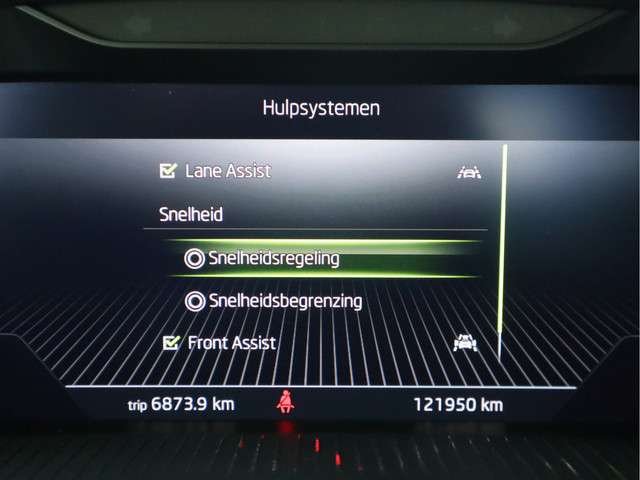 Hulpsystemen
Lane Assist
Snelheid
Snelheidsregeling
Snelheidsbegrenzing
Front Assist
trip 6873.9 km 121950 km